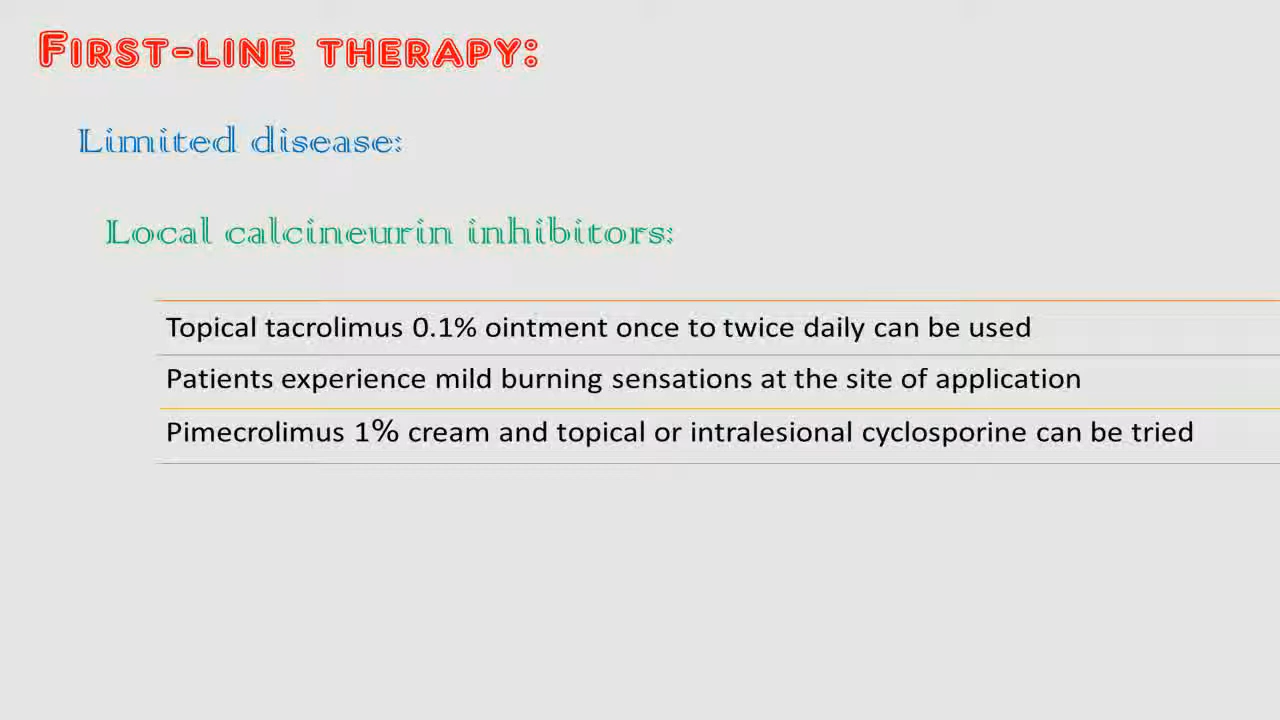 First-line therapy:
Limited disease:
Local calcineurin inhibitors:
Topical tacrolimus 0.1% ointment once to twice daily can be used
Patients experience mild burning sensations at the site of application
Pimecrolimus 1% cream and topical or intralesional cyclosporine can be tried